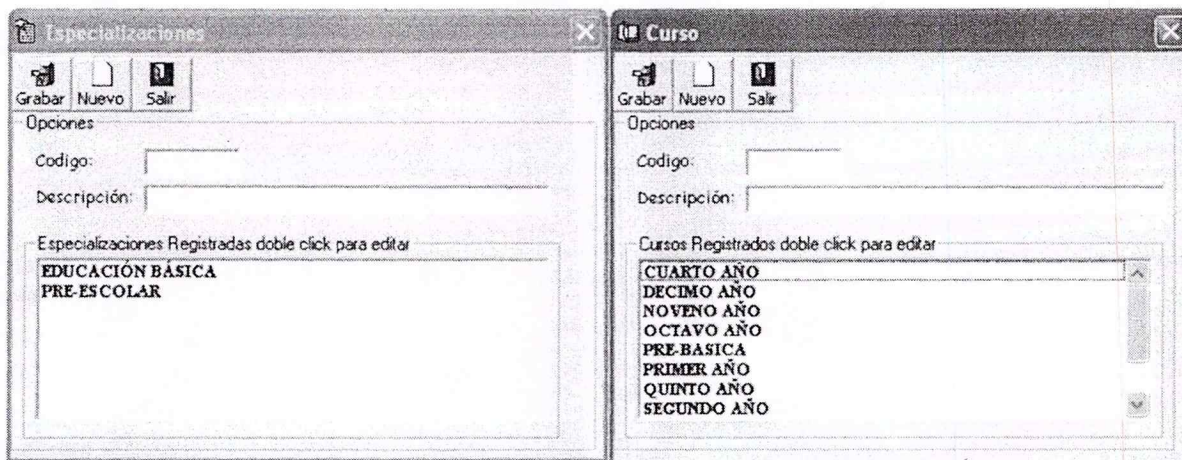 Especializaciones
Grabar Nuevo Salir
Opciones
Codigo:
Descripción:
Especializaciones Registradas doble click para editar
EDUCACIÓN BÁSICA
PRE-ESCOLAR
Curso
Grabar Nuevo Salir
Opciones
Codigo:
Descripción:
Cursos Registrados doble click para editar
CUARTO AÑO
DECIMO AÑO
NOVENO AÑO
OCTAVO AÑO
PRE-BASICA
PRIMER AÑO
QUINTO AÑO
SECUNDO AÑO